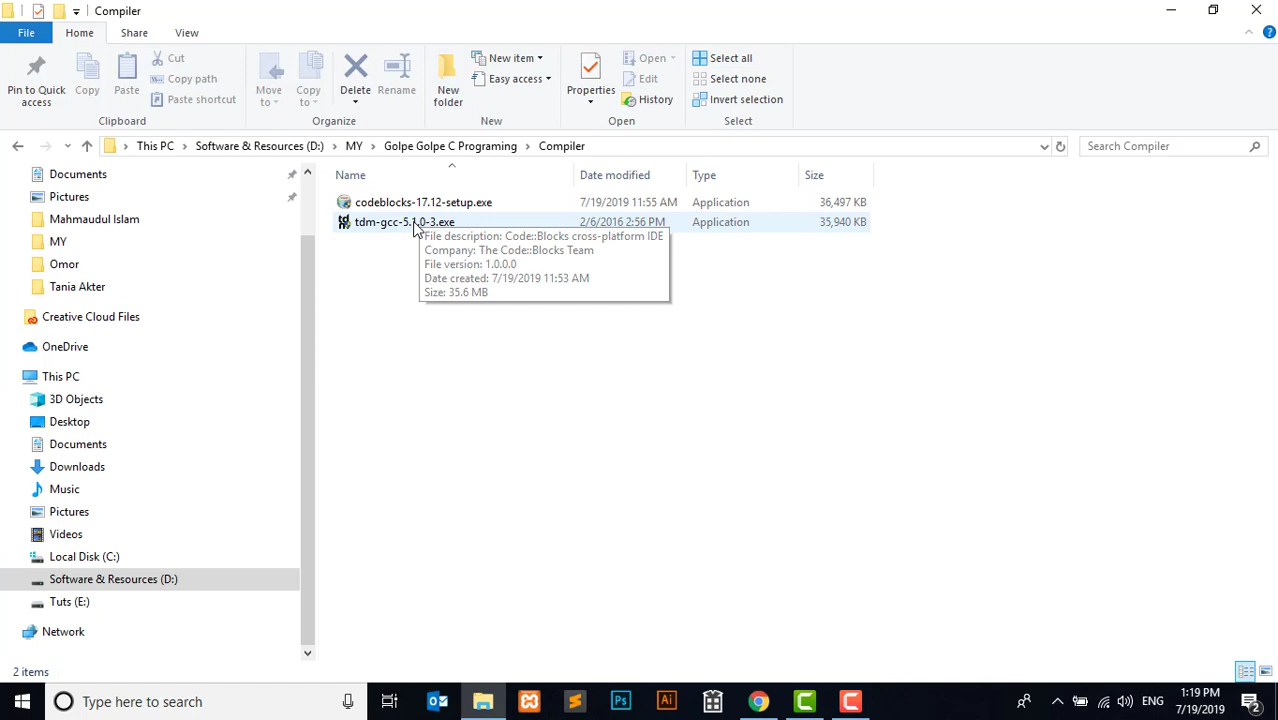 Compiler
File Home Share View
Pin to Quick access Copy Paste Cut Copy path Paste shortcut Move to Copy to Delete Rename New folder New item Easy access Properties Open Edit History Select all Select none Invert selection
Clipboard Organize New Open Select
This PC Software & Resources (D:) MY Golpe Golpe C Programing Compiler Search Compiler
Name Date modified Type Size
codeblocks-17.12-setup.exe 7/19/2019 11:55 AM Application 36,497 KB
tdm-gcc-5.1.0-3.exe 2/6/2016 2:56 PM Application 35,940 KB
File description: Code::Blocks cross-platform IDE
Company: The Code::Blocks Team
File version: 1.0.0.0
Date created: 7/19/2019 11:53 AM
Size: 35.6 MB
Documents
Pictures
Mahmaudul Islam
MY
Omor
Tania Akter
Creative Cloud Files
OneDrive
This PC
3D Objects
Desktop
Documents
Downloads
Music
Pictures
Videos
Local Disk (C:)
Software & Resources (D:)
Tuts (E:)
Network
2 items
Type here to search ENG 1:19 PM
7/19/2019 2